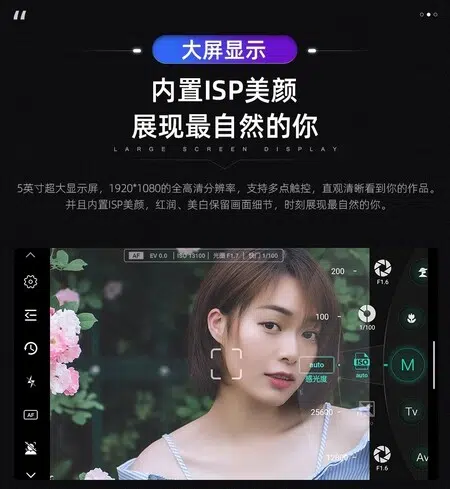 大屏显示
内置ISP美颜
展现最自然的你
LARGE SCREEN DISPLAY
5英寸超大显示屏，1920*1080的全高清分辨率，支持多点触控，直观清晰看到你的作品。
并且内置ISP美颜，红润、美白保留画面细节，时刻展现最自然的你。
AF EV 0.0 ISO 13100 光圈 F1.7 快门 1/100
200
F1.6
100
1/100
auto
ISO
auto
M
感光度
AF
25600
Tv
12800
F1.6
Av